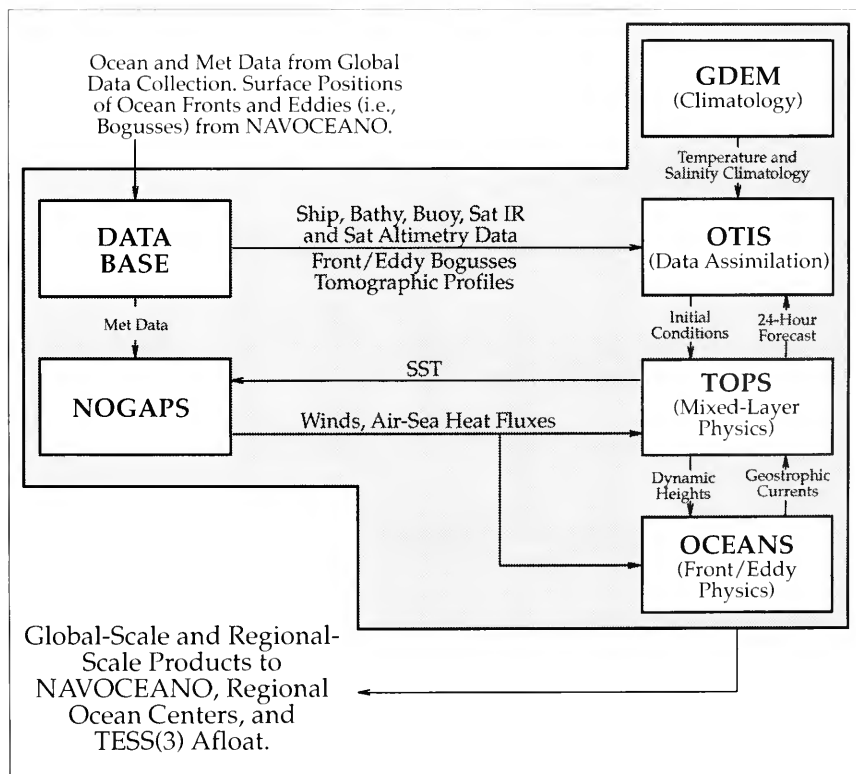 Ocean and Met Data from Global
Data Collection. Surface Positions
of Ocean Fronts and Eddies (i.e.,
Bogusses) from NAVOCEANO.
GDEM
(Climatology)
Temperature and
Salinity Climatology
DATA
BASE
Ship, Bathy, Buoy, Sat IR
and Sat Altimetry Data
Front/Eddy Bogusses
Tomographic Profiles
OTIS
(Data Assimilation)
Met Data
Initial
Conditions
24-Hour
Forecast
NOGAPS
SST
Winds, Air-Sea Heat Fluxes
TOPS
(Mixed-Layer
Physics)
Dynamic
Heights
Geostrophic
Currents
OCEANS
(Front/Eddy
Physics)
Global-Scale and Regional-
Scale Products to
NAVOCEANO, Regional
Ocean Centers, and
TESS(3) Afloat.